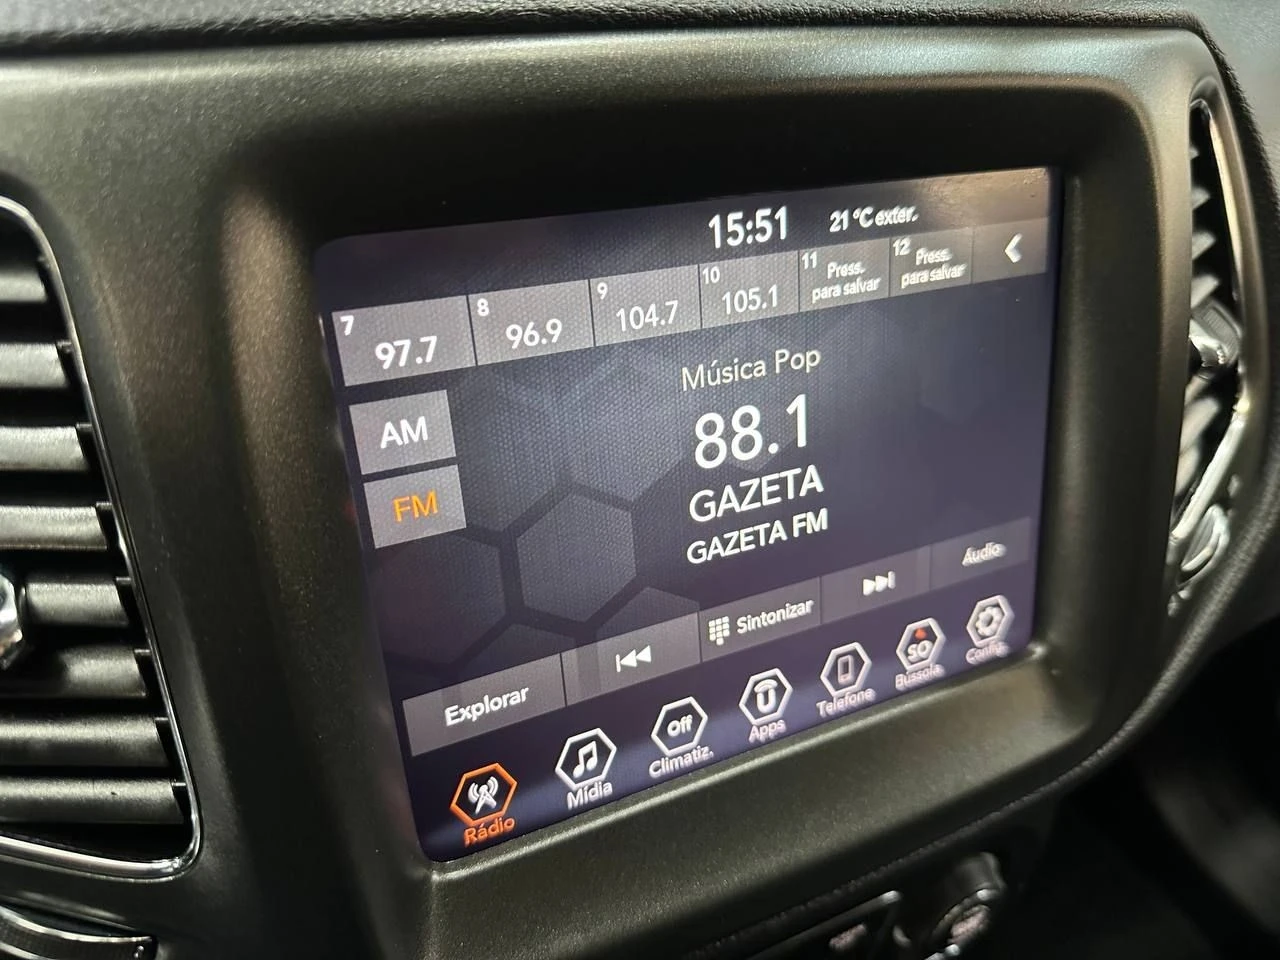 15:51 21 °C exter.
7 97.7
8 96.9
9 104.7
10 105.1
11 Press. para salvar
12 Press. para salvar
Música Pop
88.1
GAZETA
GAZETA FM
AM
FM
Explorar
Sintonizar
Áudio
Rádio
Mídia
Off
Climatiz.
Apps
Telefone
SO
Bússola
Config.